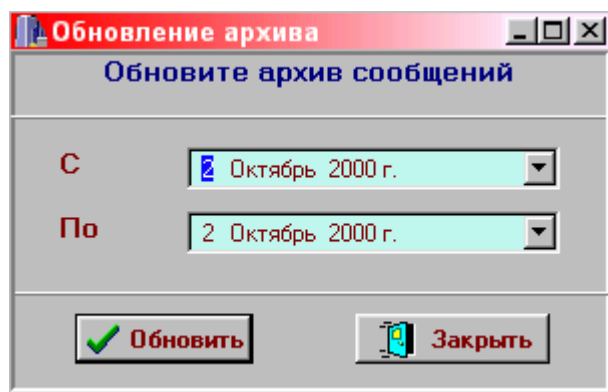 Обновление архива
Обновите архив сообщений
С
2 Октябрь 2000 г.
По
2 Октябрь 2000 г.
Обновить Закрыть